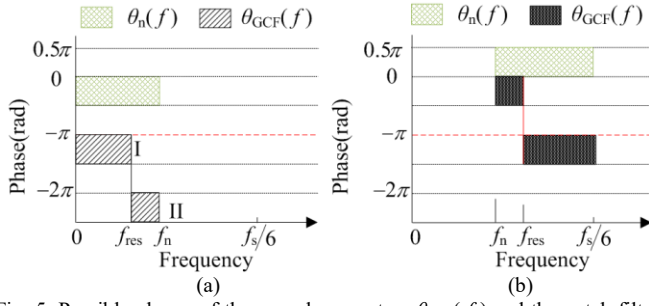 θn(f) θGCF(f)
0.5π
0
−π
−2π
Phase(rad)
I
II
0 fres fn fs/6
Frequency
(a)
θn(f) θGCF(f)
0.5π
0
−π
−2π
Phase(rad)
0 fn fres fs/6
Frequency
(b)